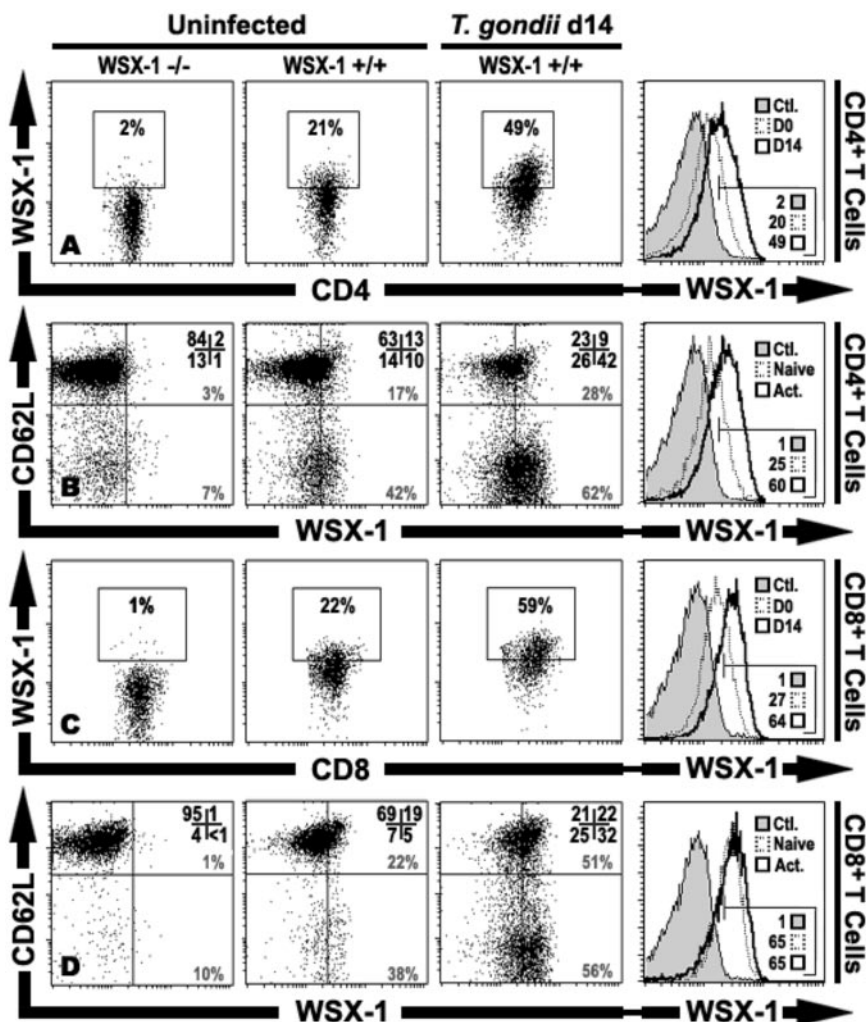 Uninfected
T. gondii d14
WSX-1 -/-
WSX-1 +/+
WSX-1 +/+
WSX-1
2%
21%
49%
Ctl.
D0
D14
2
20
49
A
CD4
WSX-1
CD4+ T Cells
CD62L
84 2
13 1
3%
7%
63 13
14 10
17%
42%
23 9
26 42
28%
62%
Ctl.
Naive
Act.
1
25
60
B
WSX-1
WSX-1
CD4+ T Cells
WSX-1
1%
22%
59%
Ctl.
D0
D14
1
27
64
C
CD8
WSX-1
CD8+ T Cells
CD62L
95 1
4 <1
1%
10%
69 19
7 5
22%
38%
21 22
25 32
51%
56%
Ctl.
Naive
Act.
1
65
65
D
WSX-1
WSX-1
CD8+ T Cells